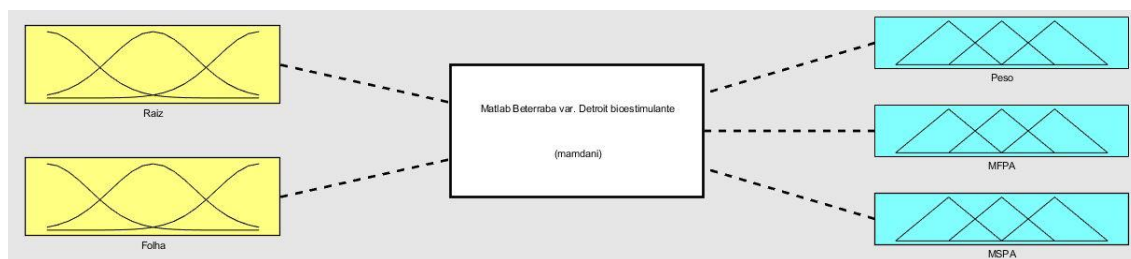 Raiz
Folha
Matlab Beterraba var. Detroit bioestimulante
(mamdani)
Peso
MFPA
MSPA